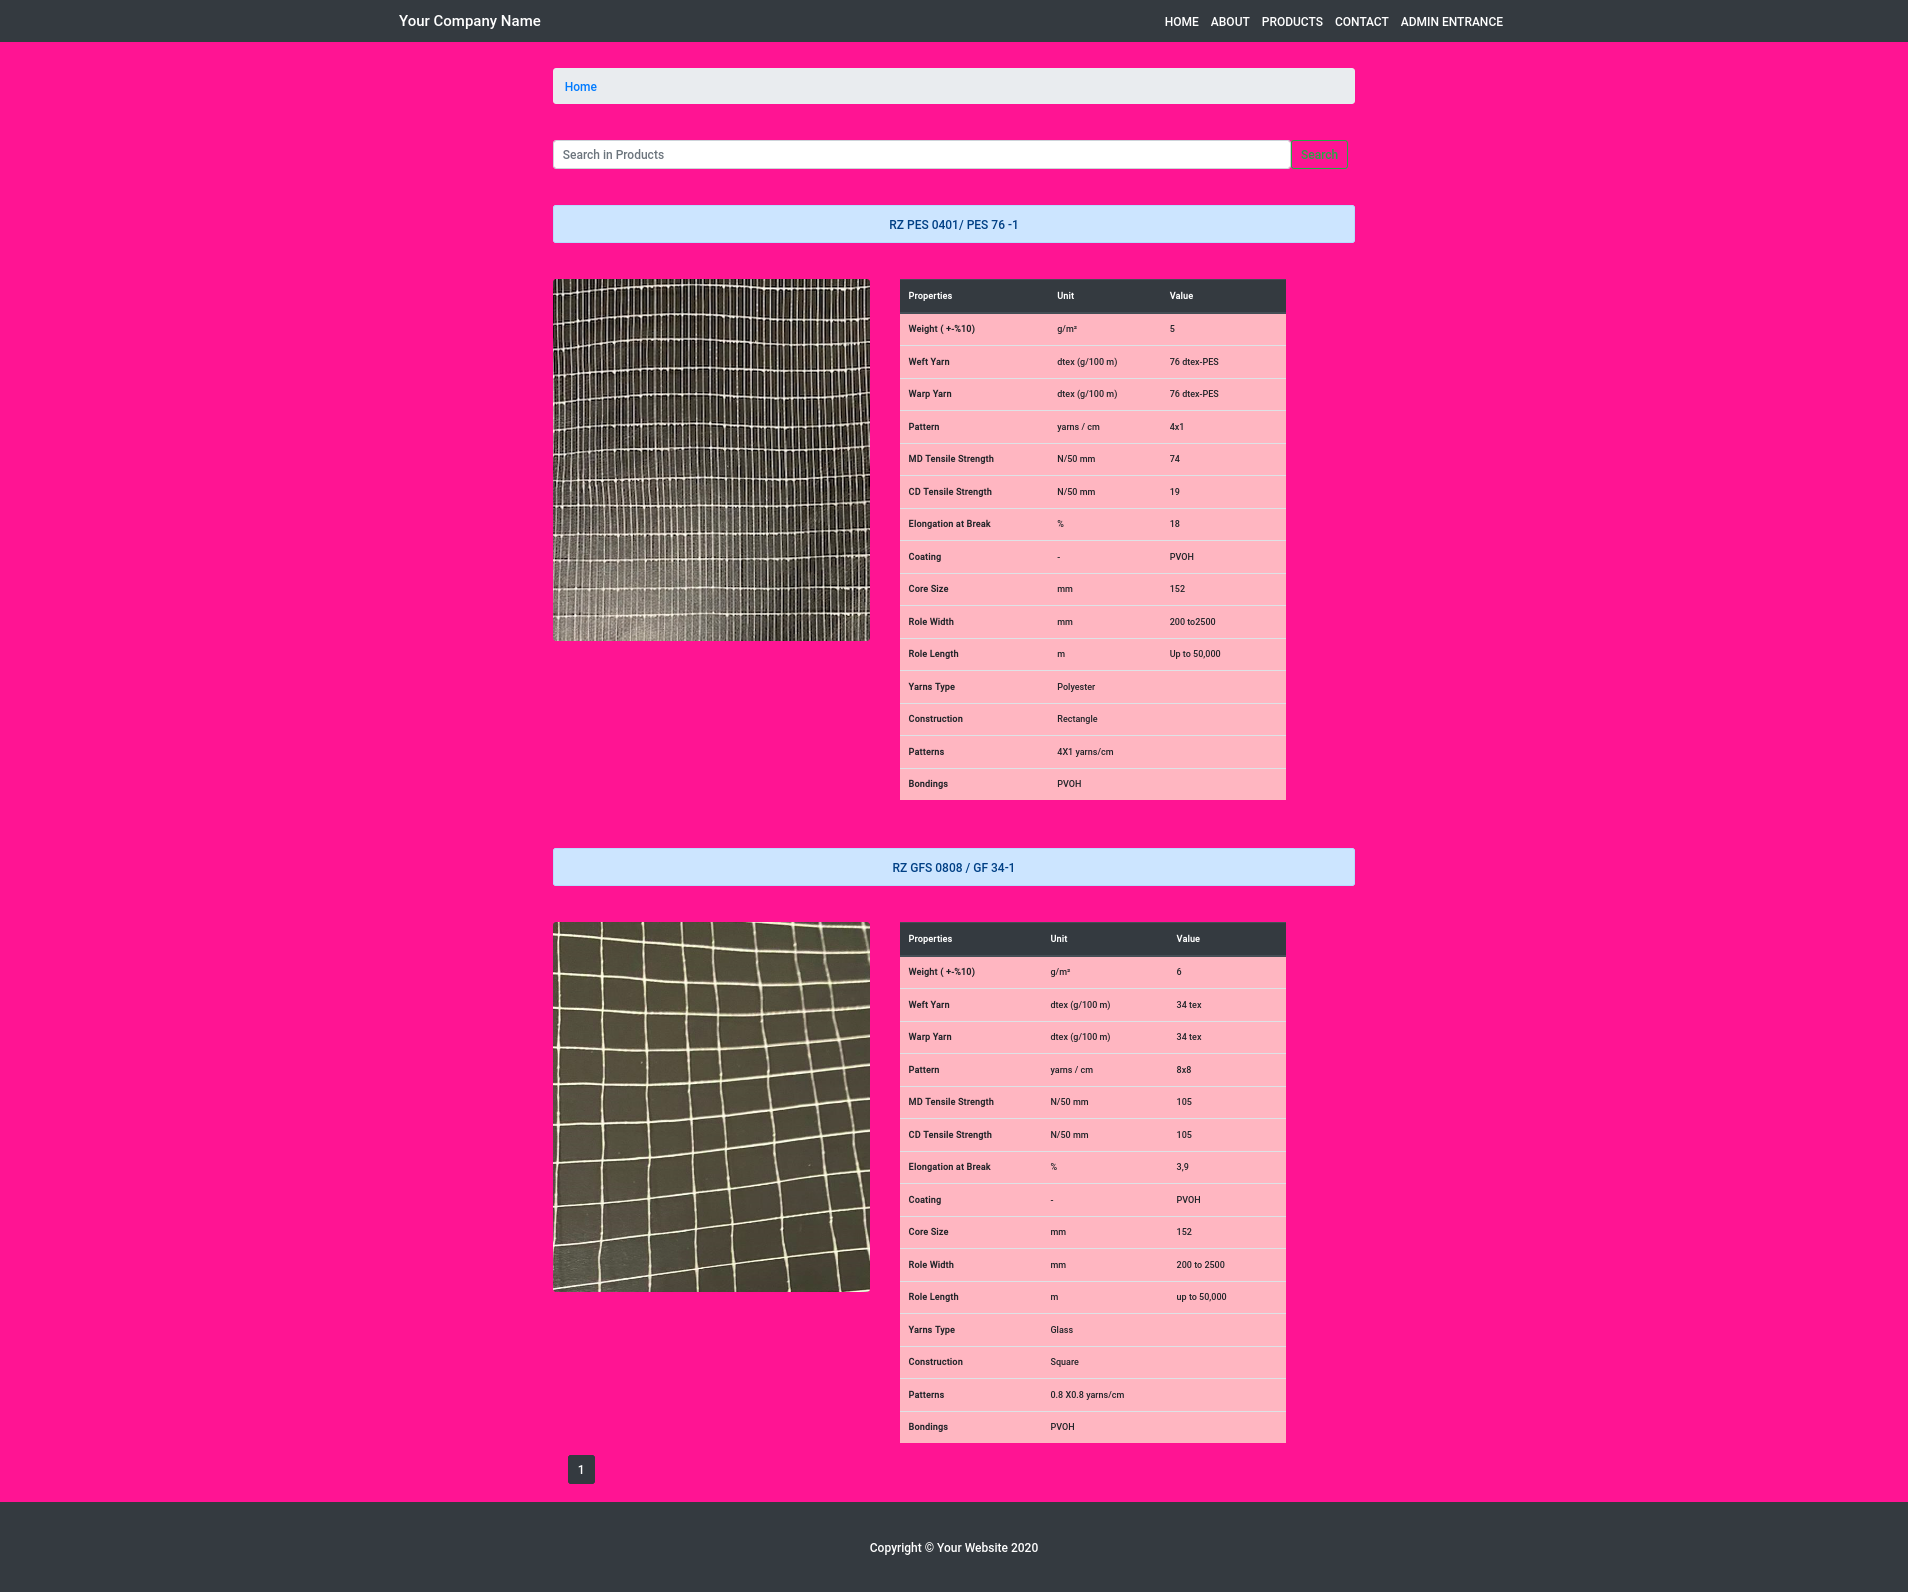 Your Company Name
HOME ABOUT PRODUCTS CONTACT ADMIN ENTRANCE
Home
Search in Products
Search
RZ PES 0401/ PES 76 -1
Properties Unit Value
Weight ( +-%10) g/m² 5
Weft Yarn dtex (g/100 m) 76 dtex-PES
Warp Yarn dtex (g/100 m) 76 dtex-PES
Pattern yarns / cm 4x1
MD Tensile Strength N/50 mm 74
CD Tensile Strength N/50 mm 19
Elongation at Break % 18
Coating - PVOH
Core Size mm 152
Role Width mm 200 to2500
Role Length m Up to 50,000
Yarns Type Polyester
Construction Rectangle
Patterns 4X1 yarns/cm
Bondings PVOH
RZ GFS 0808 / GF 34-1
Properties Unit Value
Weight ( +-%10) g/m² 6
Weft Yarn dtex (g/100 m) 34 tex
Warp Yarn dtex (g/100 m) 34 tex
Pattern yarns / cm 8x8
MD Tensile Strength N/50 mm 105
CD Tensile Strength N/50 mm 105
Elongation at Break % 3,9
Coating - PVOH
Core Size mm 152
Role Width mm 200 to 2500
Role Length m up to 50,000
Yarns Type Glass
Construction Square
Patterns 0.8 X0.8 yarns/cm
Bondings PVOH
1
Copyright © Your Website 2020